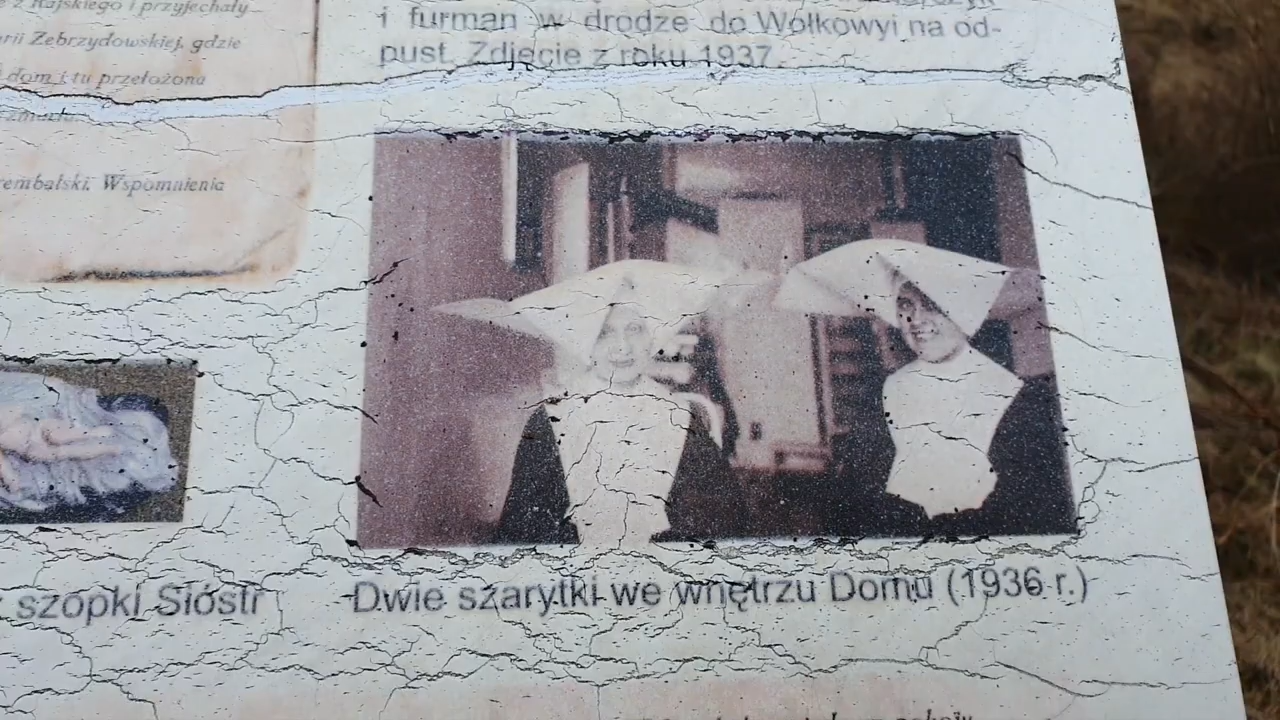 z Rajskiego i przyjechały
rii Zebrzydowskiej, gdzie
dom i tu przełożona
zmarła.
rembalski. Wspomnienia
i furman w drodze do Wołkowyi na od-
pust. Zdjęcie z roku 1937.
szopki Sióstr
Dwie szarytki we wnętrzu Domu (1936 r.)